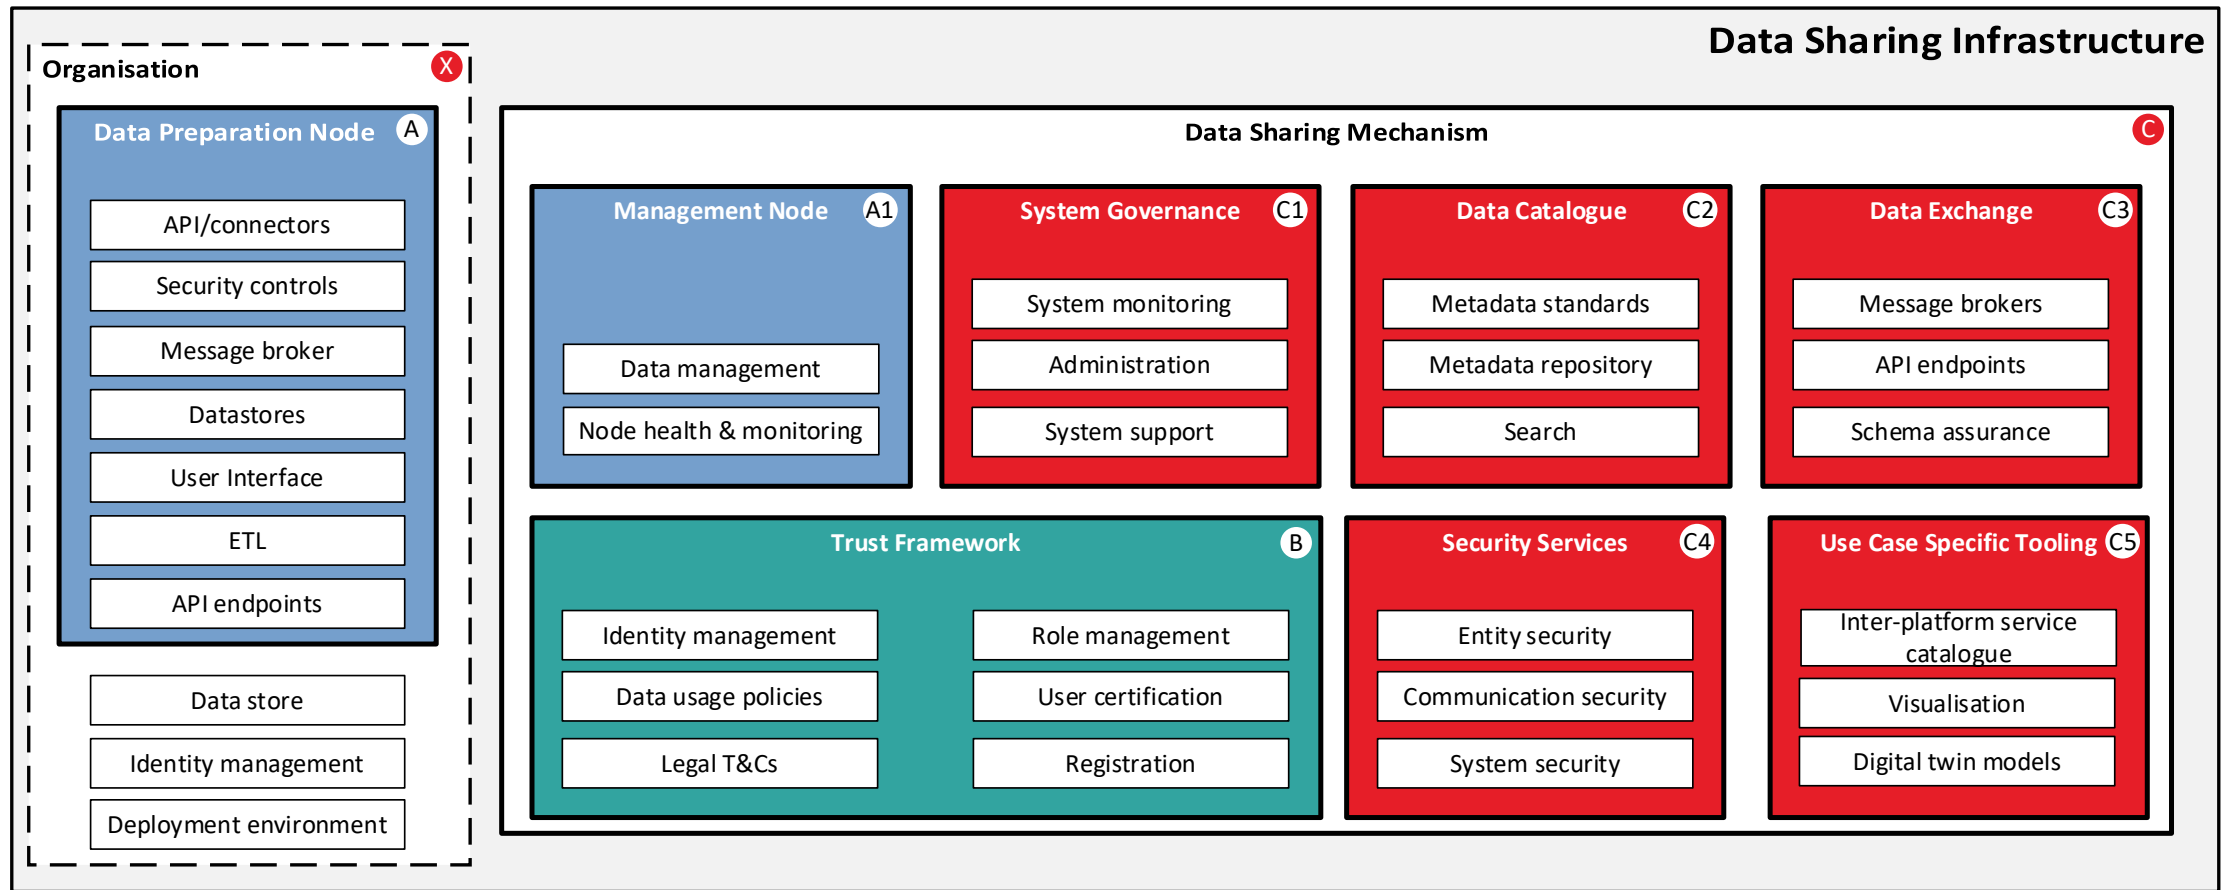 Data Sharing Infrastructure
Organisation
X
Data Preparation Node
A
API/connectors
Security controls
Message broker
Datastores
User Interface
ETL
API endpoints
Data store
Identity management
Deployment environment
Data Sharing Mechanism
C
Management Node
A1
Data management
Node health & monitoring
System Governance
C1
System monitoring
Administration
System support
Data Catalogue
C2
Metadata standards
Metadata repository
Search
Data Exchange
C3
Message brokers
API endpoints
Schema assurance
Trust Framework
B
Identity management
Role management
Data usage policies
User certification
Legal T&Cs
Registration
Security Services
C4
Entity security
Communication security
System security
Use Case Specific Tooling
C5
Inter-platform service
catalogue
Visualisation
Digital twin models